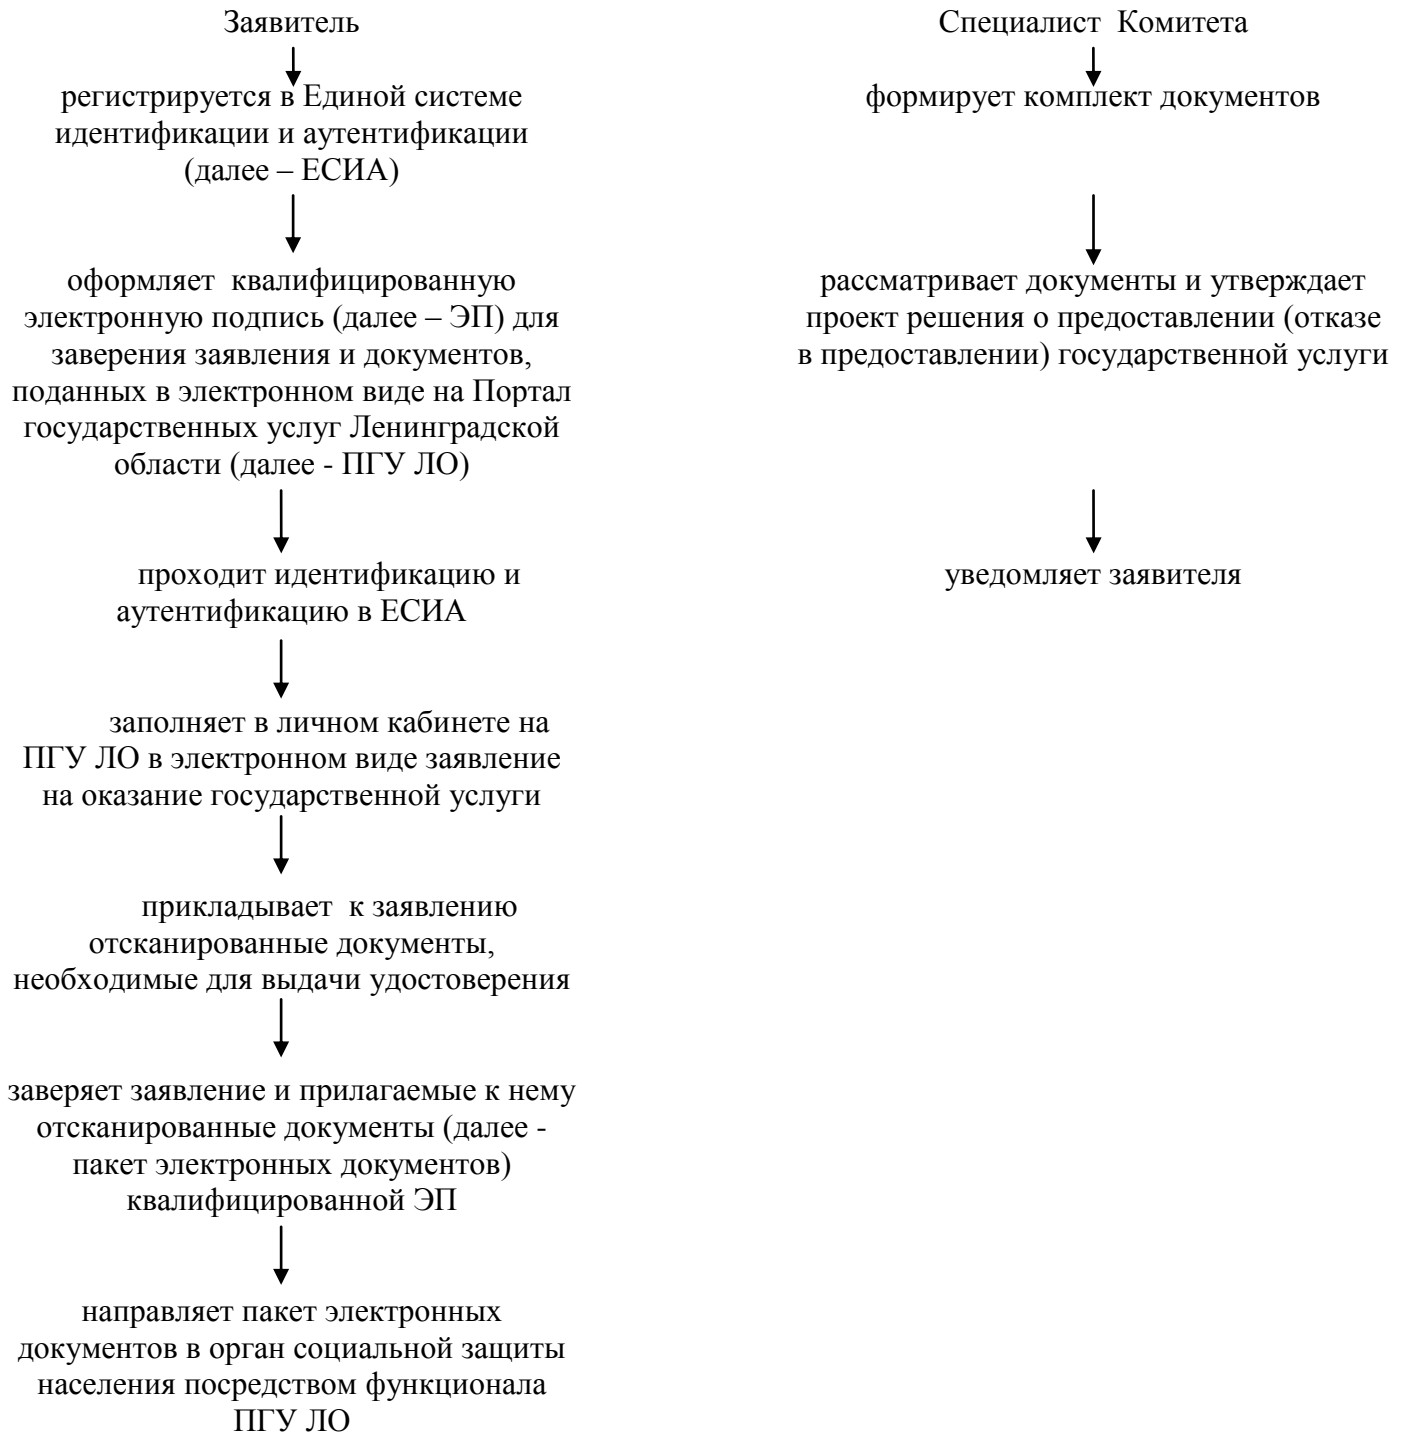 Заявитель
регистрируется в Единой системе
идентификации и аутентификации
(далее – ЕСИА)
оформляет квалифицированную
электронную подпись (далее – ЭП) для
заверения заявления и документов,
поданных в электронном виде на Портал
государственных услуг Ленинградской
области (далее - ПГУ ЛО)
проходит идентификацию и
аутентификацию в ЕСИА
заполняет в личном кабинете на
ПГУ ЛО в электронном виде заявление
на оказание государственной услуги
прикладывает к заявлению
отсканированные документы,
необходимые для выдачи удостоверения
заверяет заявление и прилагаемые к нему
отсканированные документы (далее -
пакет электронных документов)
квалифицированной ЭП
направляет пакет электронных
документов в орган социальной защиты
населения посредством функционала
ПГУ ЛО
Специалист Комитета
формирует комплект документов
рассматривает документы и утверждает
проект решения о предоставлении (отказе
в предоставлении) государственной услуги
уведомляет заявителя